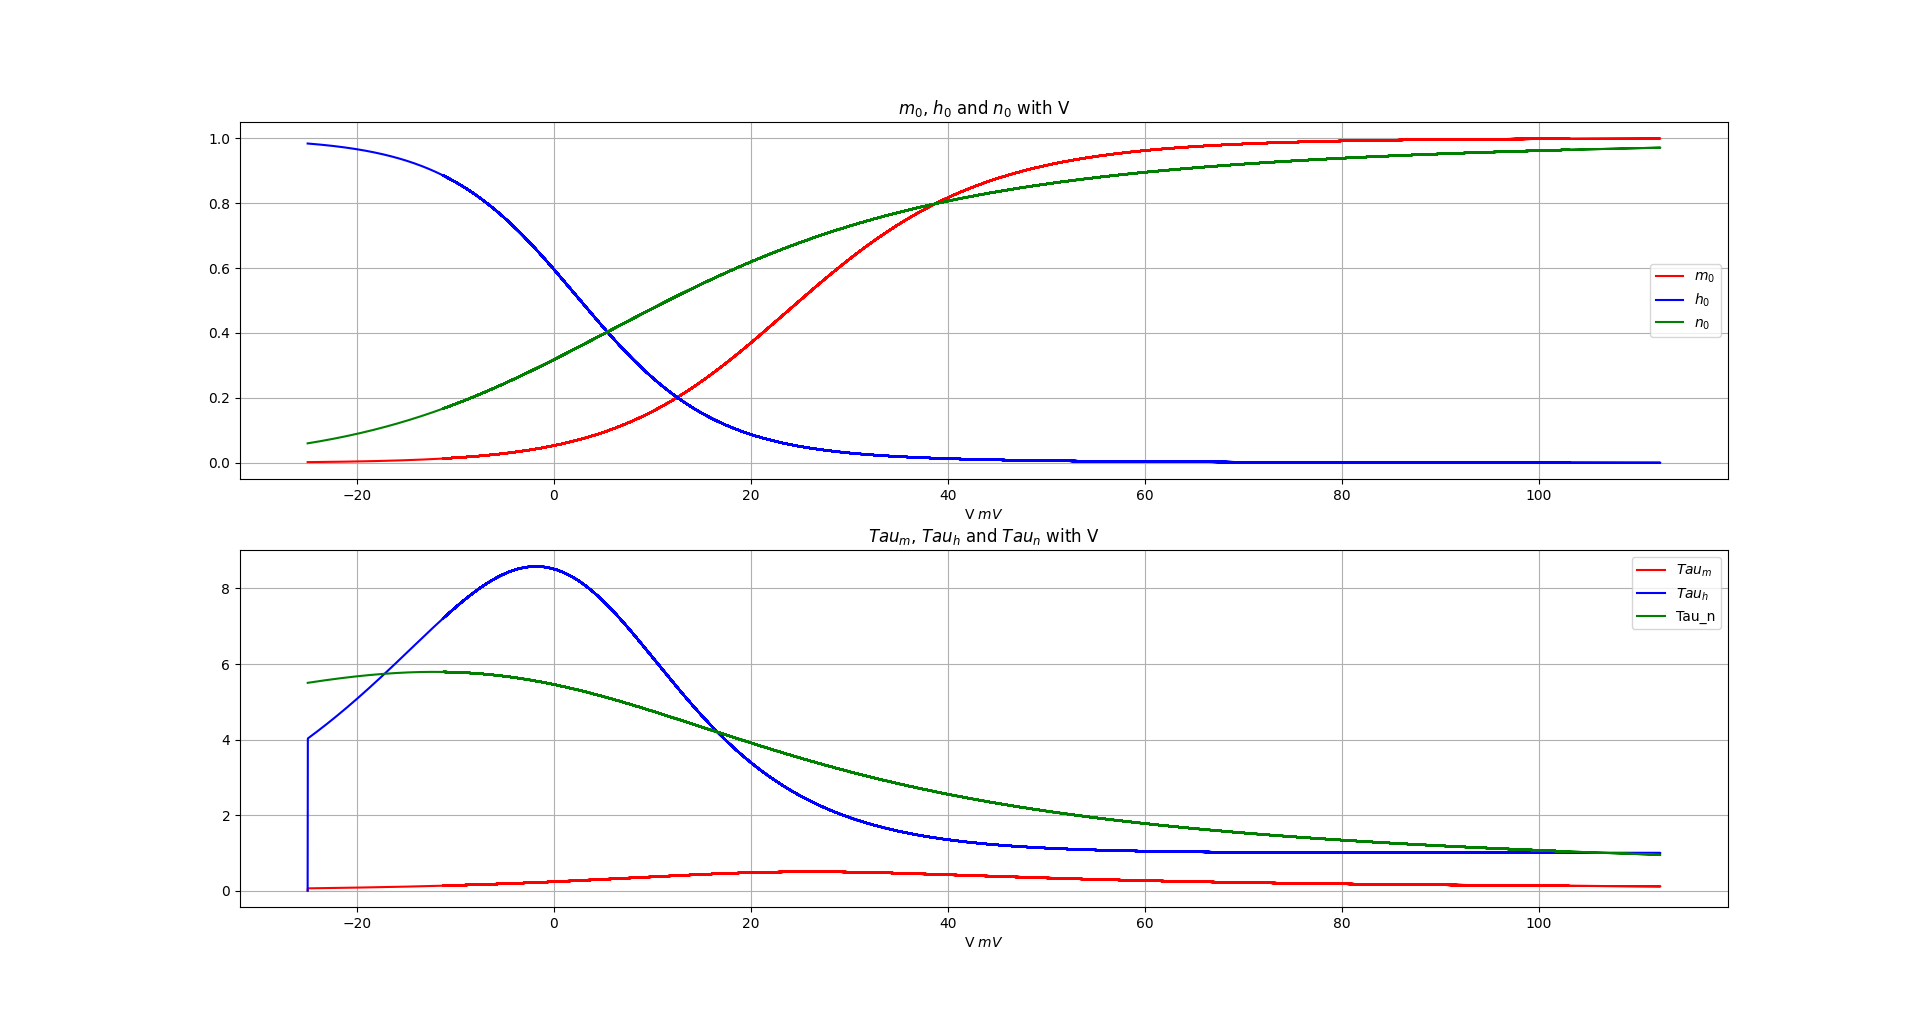 m₀, h₀ and n₀ with V
1.0
0.8
0.6
0.4
0.2
0.0
m₀
h₀
n₀
−20 0 20 40 60 80 100
V mV
Tauₘ, Tauₕ and Tauₙ with V
8
6
4
2
0
Tauₘ
Tauₕ
Tau_n
−20 0 20 40 60 80 100
V mV